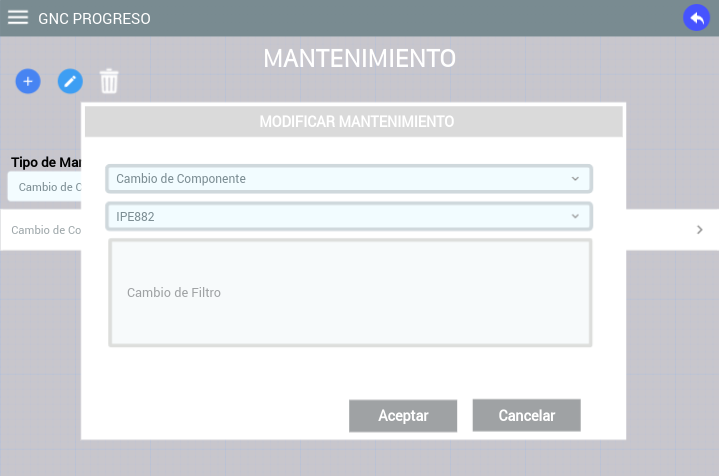 GNC PROGRESO
MANTENIMIENTO
MODIFICAR MANTENIMIENTO
Tipo de Ma
Cambio de Componente
Cambio de C
IPE882
Cambio de Co
Cambio de Filtro
Aceptar
Cancelar